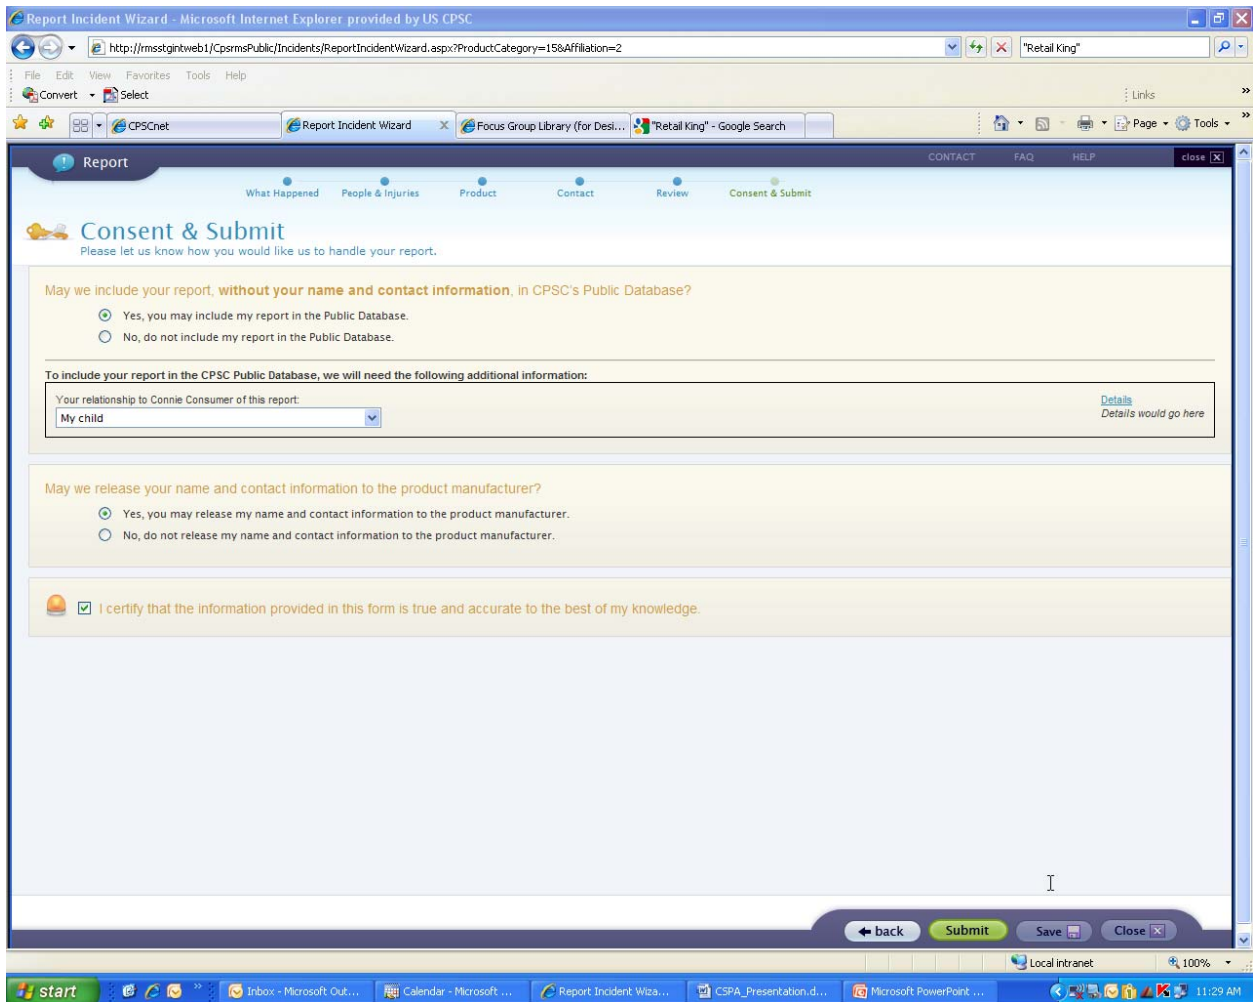 Report Incident Wizard - Microsoft Internet Explorer provided by US CPSC
http://rmsstgintweb1/CpsrmsPublic/Incidents/ReportIncidentWizard.aspx?ProductCategory=15&Affiliation=2
"Retail King"
File Edit View Favorites Tools Help
Convert Select
Links
CPSCnet
Report Incident Wizard
Focus Group Library (for Desi...
"Retail King" - Google Search
Page Tools
Report
CONTACT FAQ HELP close X
What Happened People & Injuries Product Contact Review Consent & Submit
Consent & Submit
Please let us know how you would like us to handle your report.
May we include your report, without your name and contact information, in CPSC's Public Database?
Yes, you may include my report in the Public Database.
No, do not include my report in the Public Database.
To include your report in the CPSC Public Database, we will need the following additional information:
Your relationship to Connie Consumer of this report:
My child
Details
Details would go here
May we release your name and contact information to the product manufacturer?
Yes, you may release my name and contact information to the product manufacturer.
No, do not release my name and contact information to the product manufacturer.
I certify that the information provided in this form is true and accurate to the best of my knowledge.
back Submit Save Close
Local intranet 100%
start Inbox - Microsoft Out... Calendar - Microsoft ... Report Incident Wiza... CSPA_Presentation.d... Microsoft PowerPoint ... 11:29 AM